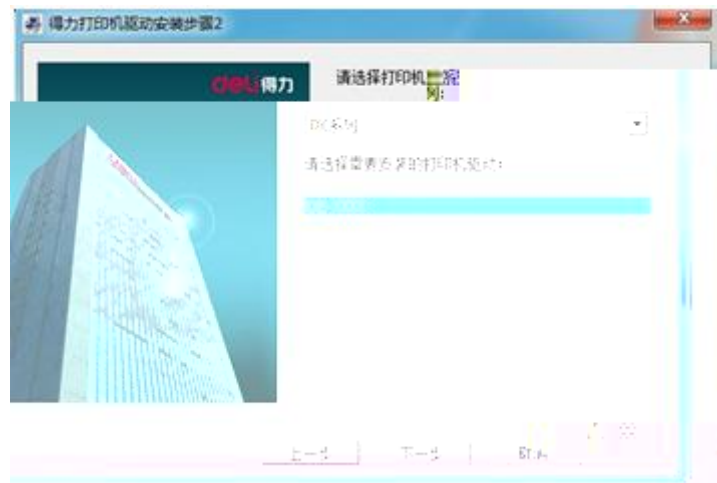 得力打印机驱动安装步骤2
deli得力
请选择打印机
请选择需要安装的打印机驱动:
上一步
下一步
取消